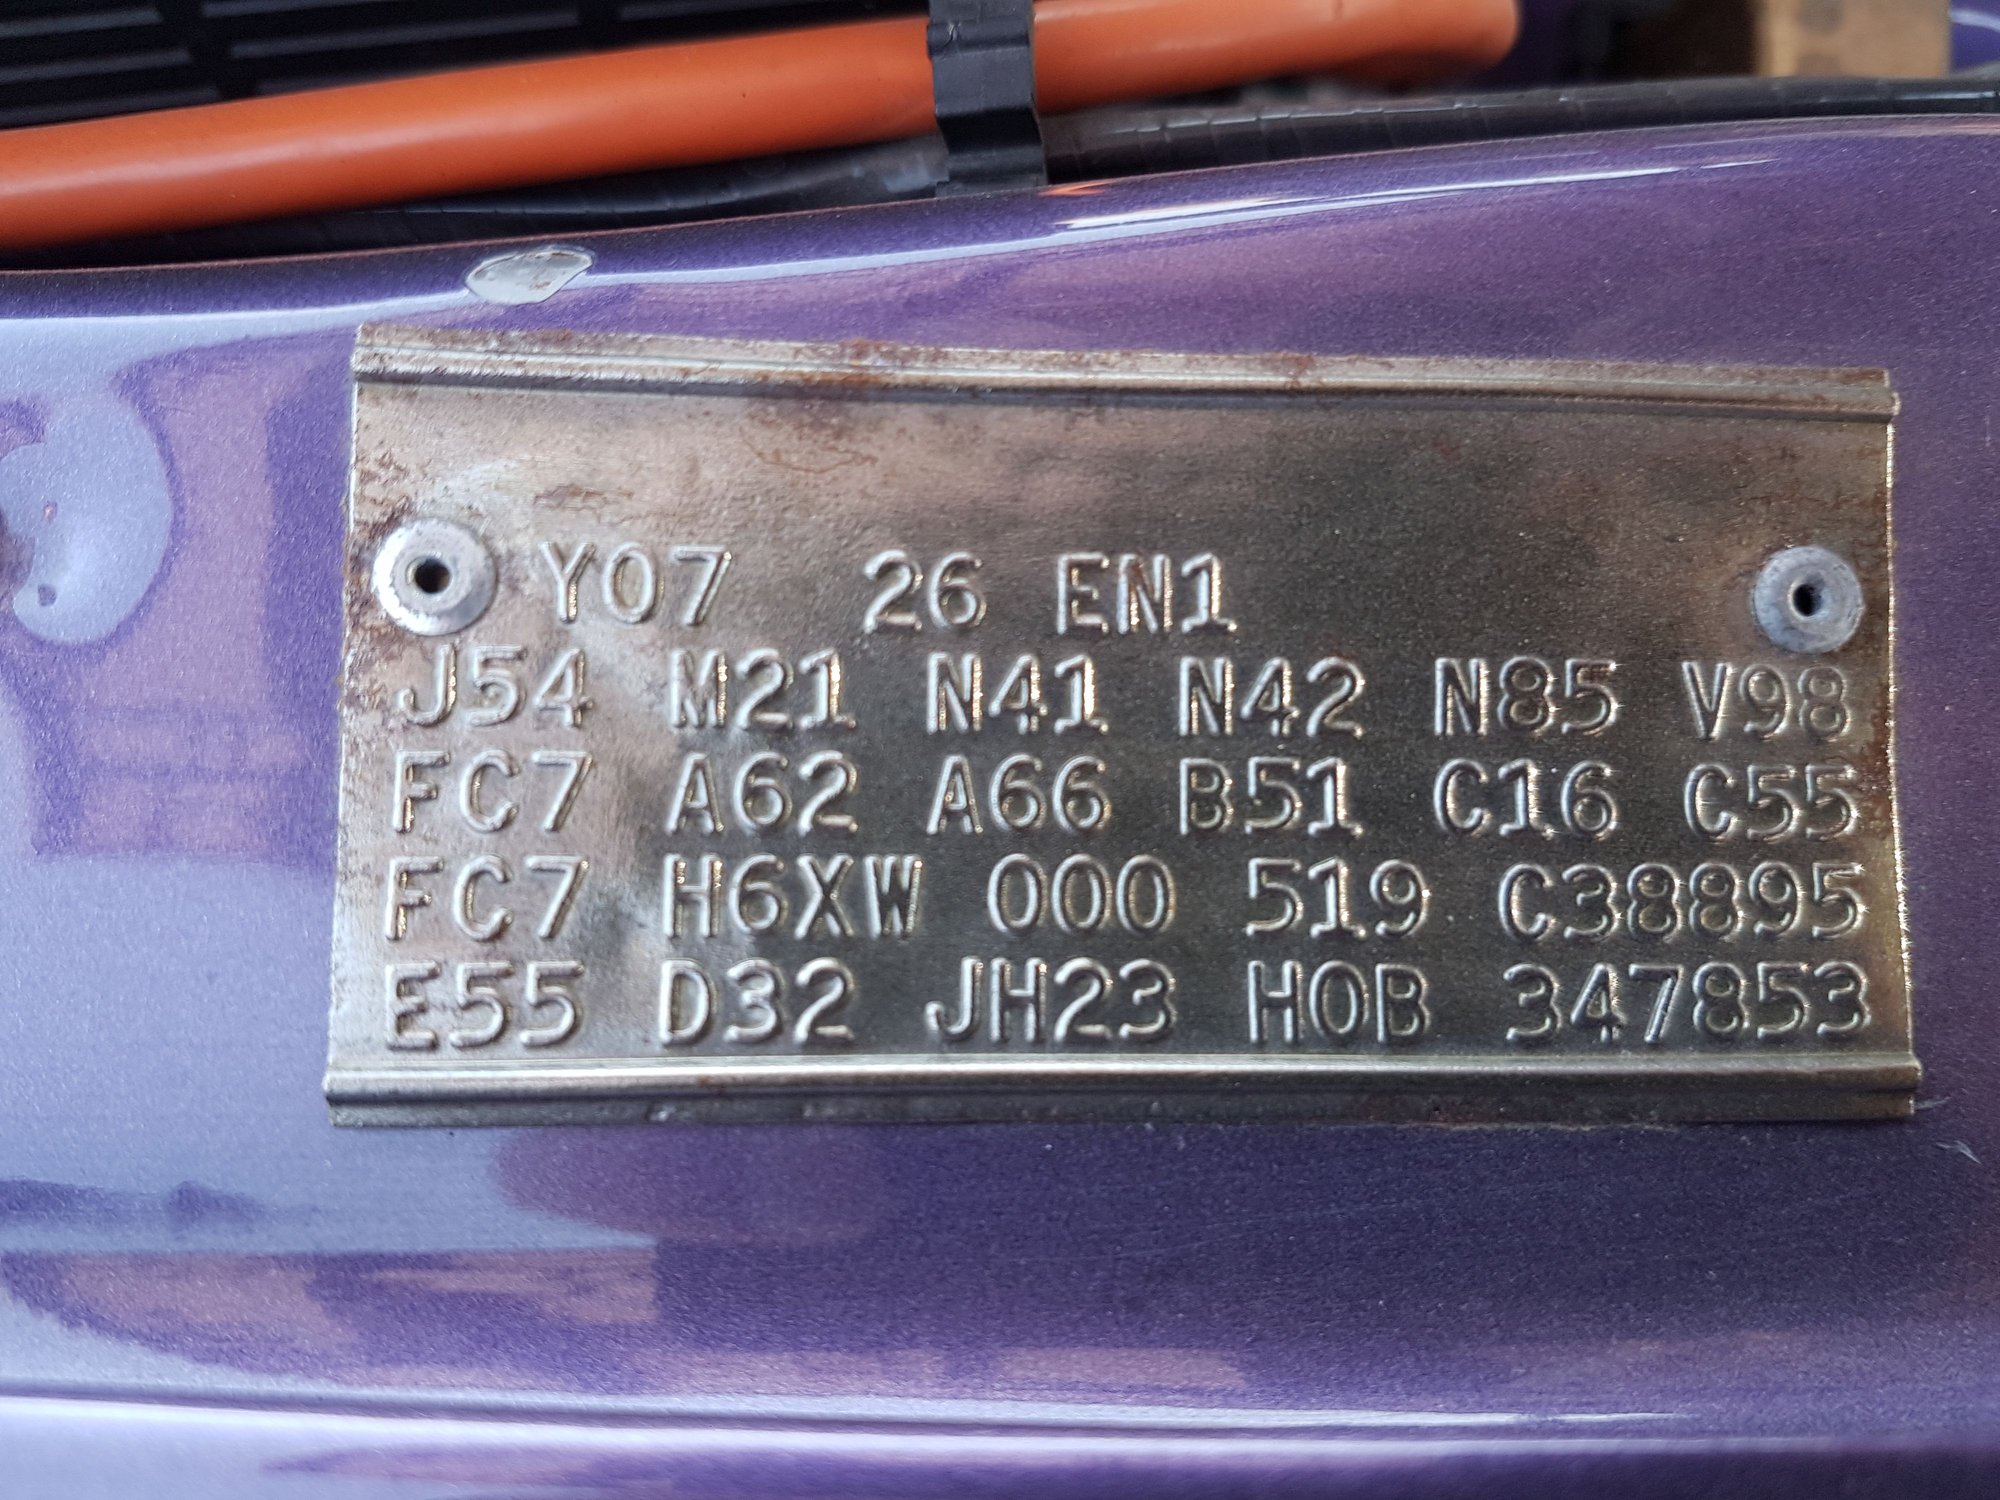 Y07 26 EN1
J54 M21 N41 N42 N85 V98
FC7 A62 A66 B51 C16 C55
FC7 H6XW 000 519 C38895
E55 D32 JH23 H0B 347853